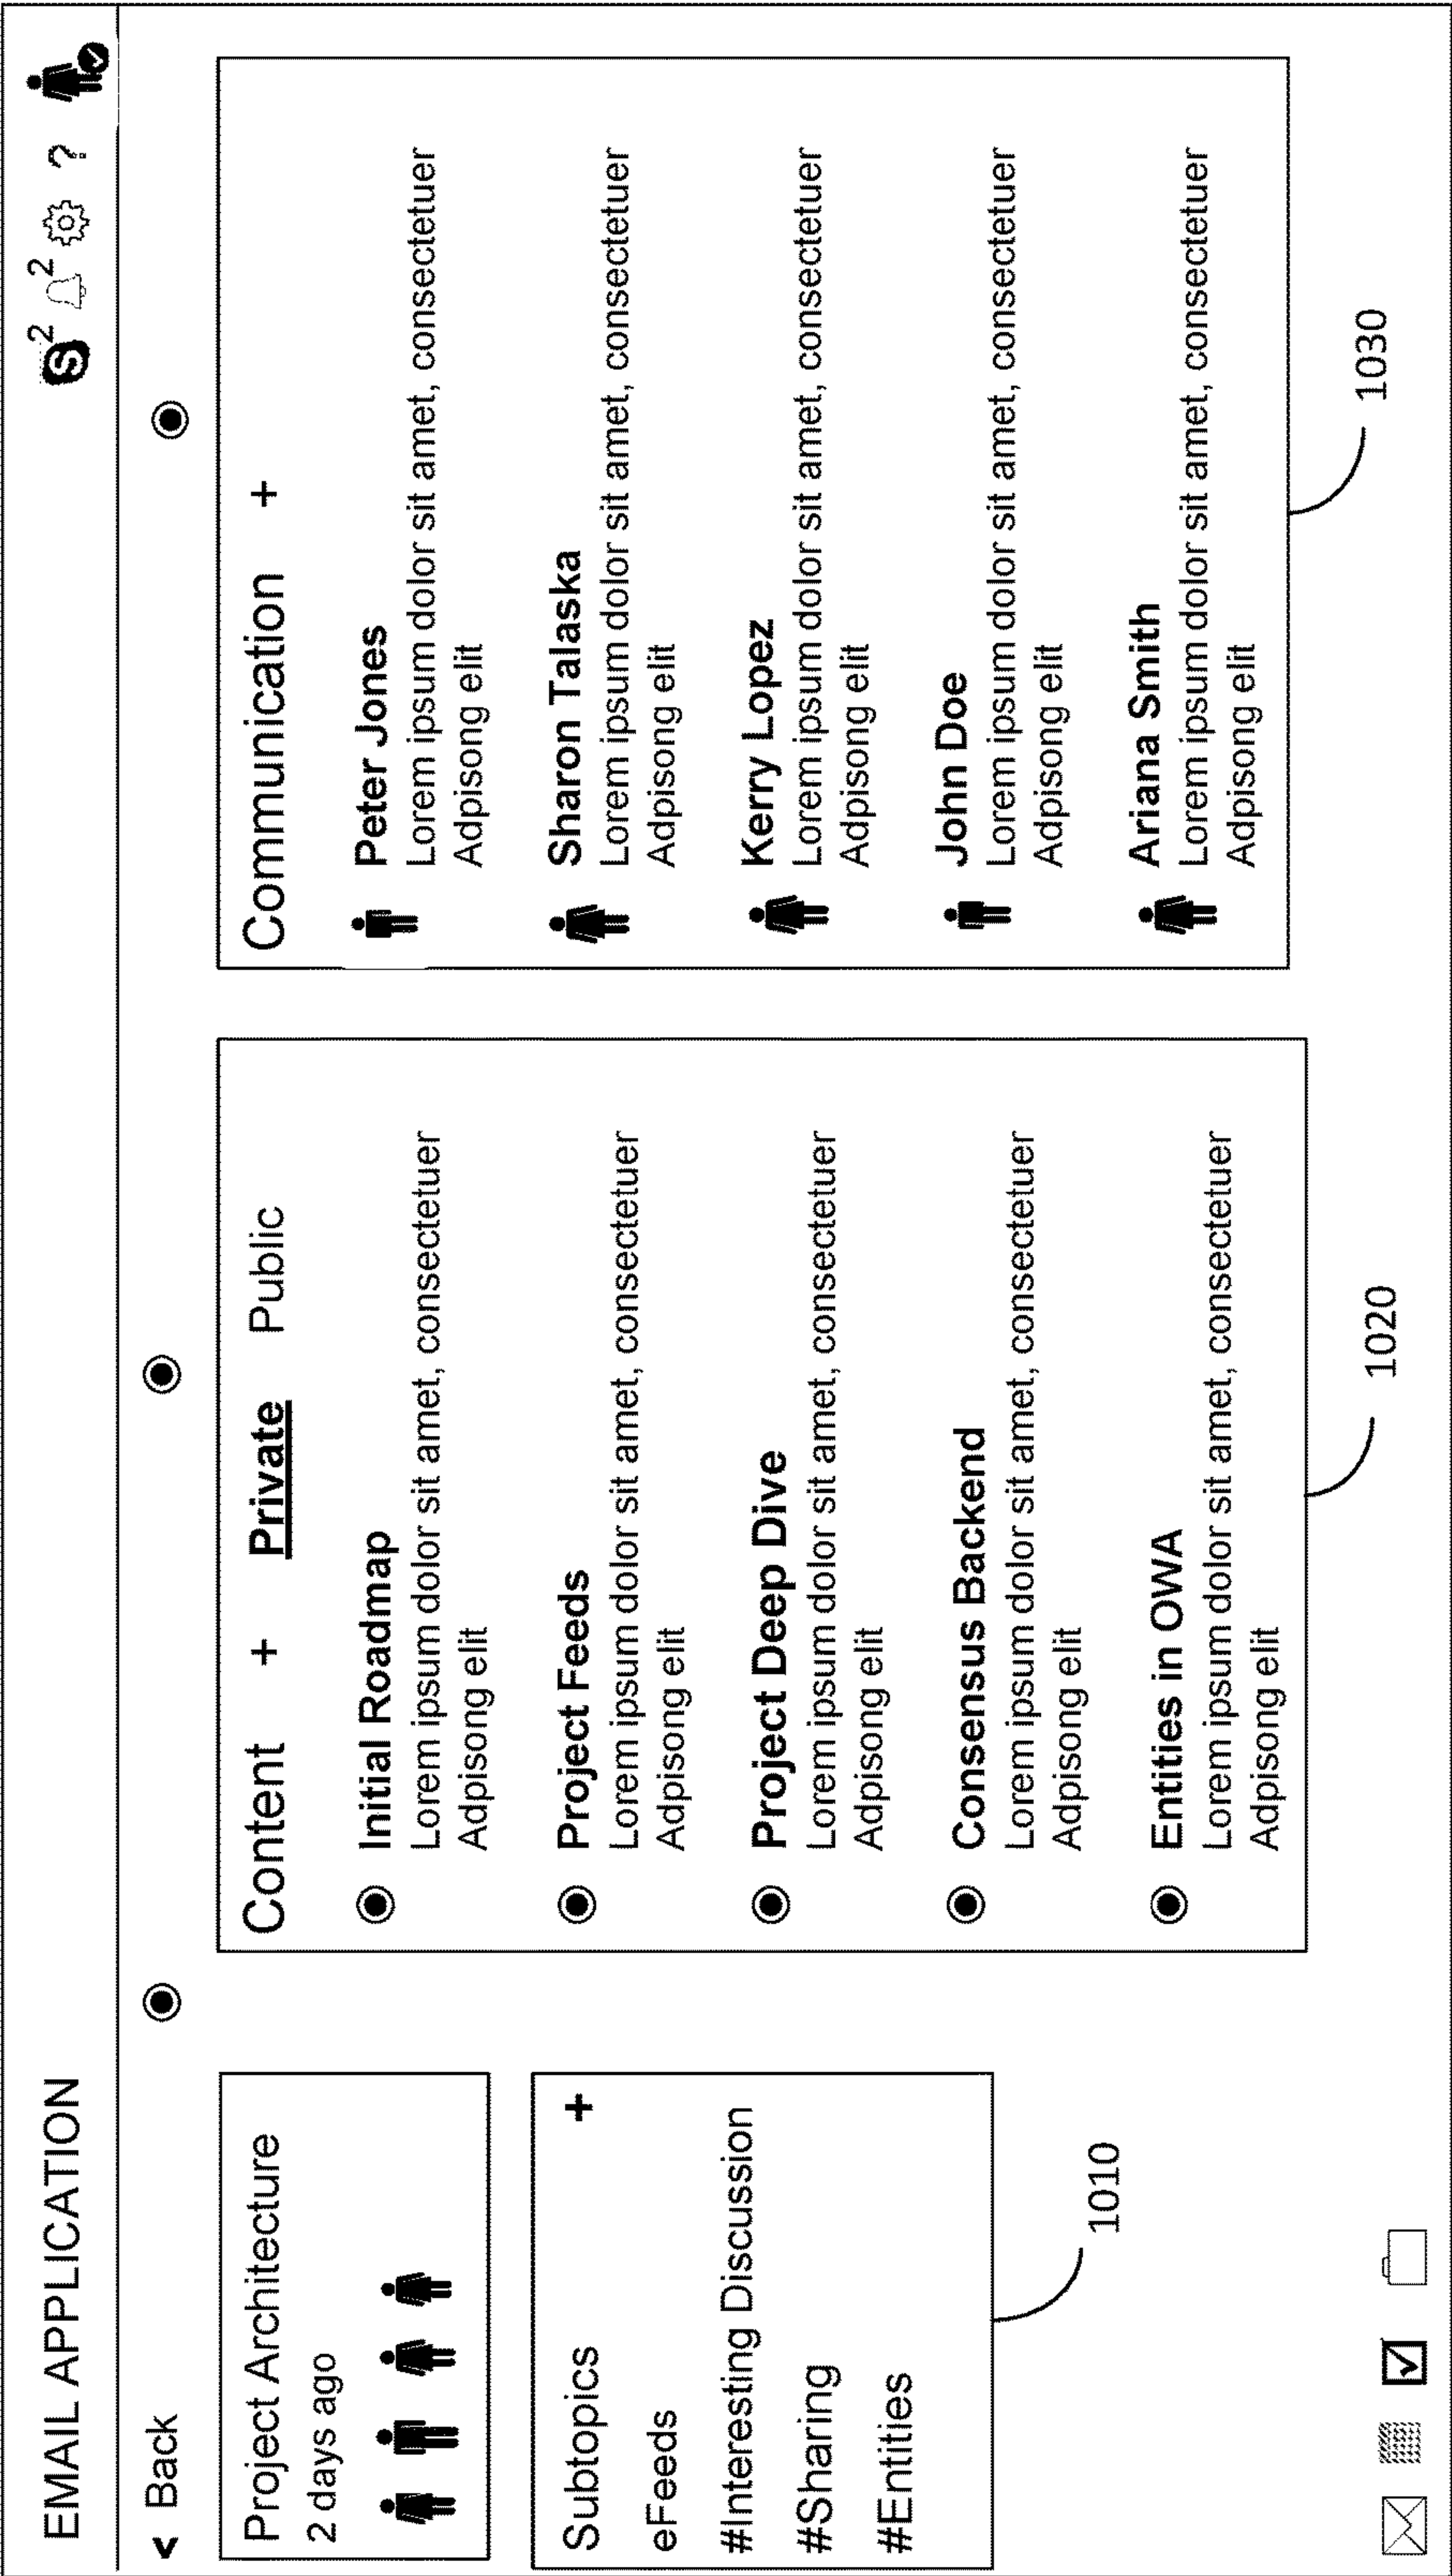 EMAIL APPLICATION
S 2 2 ?
< Back
Project Architecture
2 days ago
Subtopics +
eFeeds
#Interesting Discussion
#Sharing
#Entities
1010
Content + Private Public
Initial Roadmap
Lorem ipsum dolor sit amet, consectetuer
Adpisong elit
Project Feeds
Lorem ipsum dolor sit amet, consectetuer
Adpisong elit
Project Deep Dive
Lorem ipsum dolor sit amet, consectetuer
Adpisong elit
Consensus Backend
Lorem ipsum dolor sit amet, consectetuer
Adpisong elit
Entities in OWA
Lorem ipsum dolor sit amet, consectetuer
Adpisong elit
1020
Communication +
Peter Jones
Lorem ipsum dolor sit amet, consectetuer
Adpisong elit
Sharon Talaska
Lorem ipsum dolor sit amet, consectetuer
Adpisong elit
Kerry Lopez
Lorem ipsum dolor sit amet, consectetuer
Adpisong elit
John Doe
Lorem ipsum dolor sit amet, consectetuer
Adpisong elit
Ariana Smith
Lorem ipsum dolor sit amet, consectetuer
Adpisong elit
1030